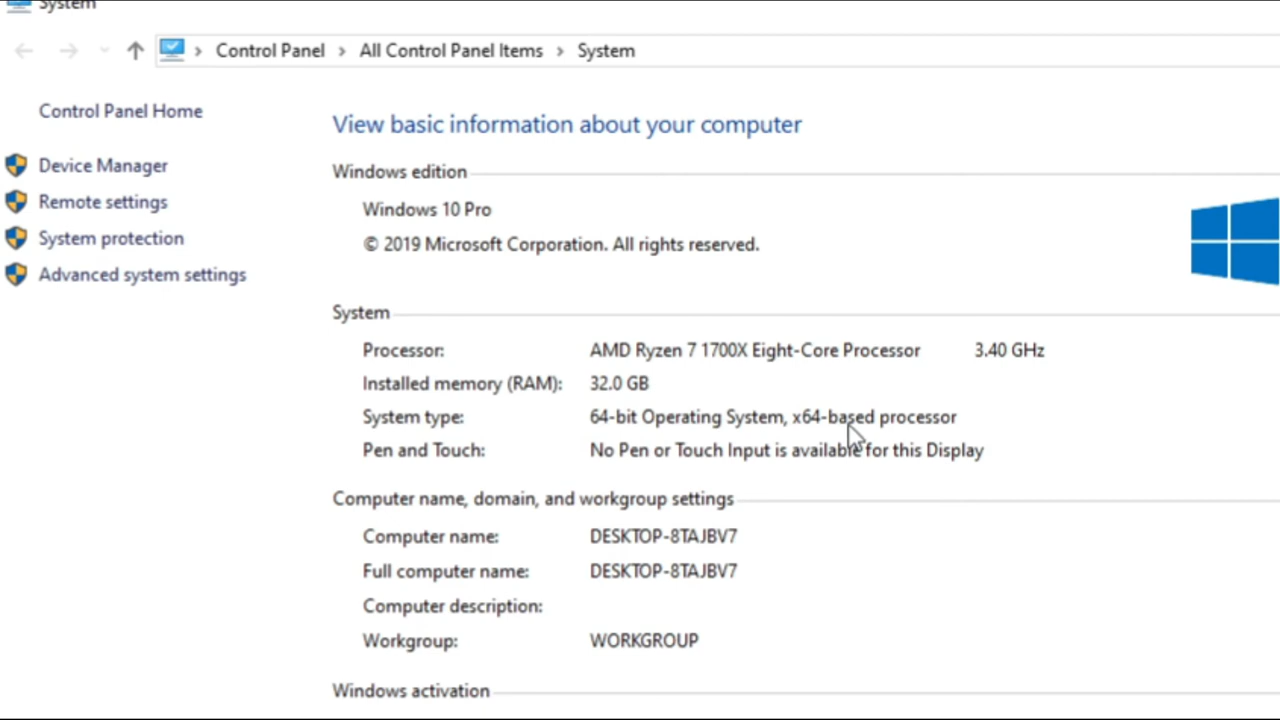 System
Control Panel > All Control Panel Items > System
Control Panel Home
Device Manager
Remote settings
System protection
Advanced system settings
View basic information about your computer
Windows edition
Windows 10 Pro
© 2019 Microsoft Corporation. All rights reserved.
System
Processor: AMD Ryzen 7 1700X Eight-Core Processor 3.40 GHz
Installed memory (RAM): 32.0 GB
System type: 64-bit Operating System, x64-based processor
Pen and Touch: No Pen or Touch Input is available for this Display
Computer name, domain, and workgroup settings
Computer name: DESKTOP-8TAJBV7
Full computer name: DESKTOP-8TAJBV7
Computer description:
Workgroup: WORKGROUP
Windows activation